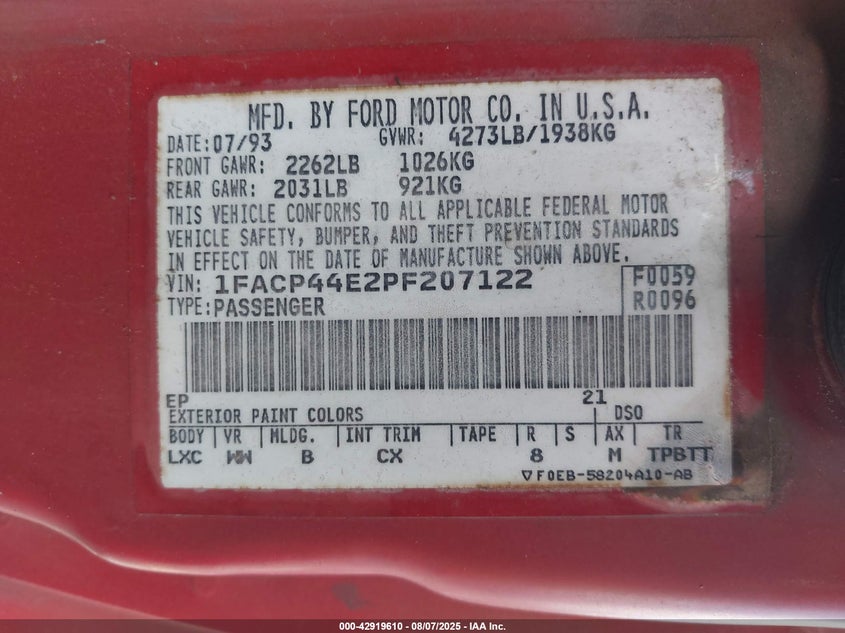 MFD. BY FORD MOTOR CO. IN U.S.A.
DATE: 07/93 GVWR: 4273LB/1938KG
FRONT GAWR: 2262LB 1026KG
REAR GAWR: 2031LB 921KG
THIS VEHICLE CONFORMS TO ALL APPLICABLE FEDERAL MOTOR
VEHICLE SAFETY, BUMPER, AND THEFT PREVENTION STANDARDS
IN EFFECT ON THE DATE OF MANUFACTURE SHOWN ABOVE.
VIN: 1FACP44E2PF207122 F0059
TYPE: PASSENGER R0096
EP 21
EXTERIOR PAINT COLORS DSO
BODY | VR | MLDG. | INT TRIM | TAPE | R | S | AX | TR
LXC WW B CX 8 M TPBTT
▽F0EB-58204A10-AB
000-42919610 - 08/07/2025 - IAA Inc.